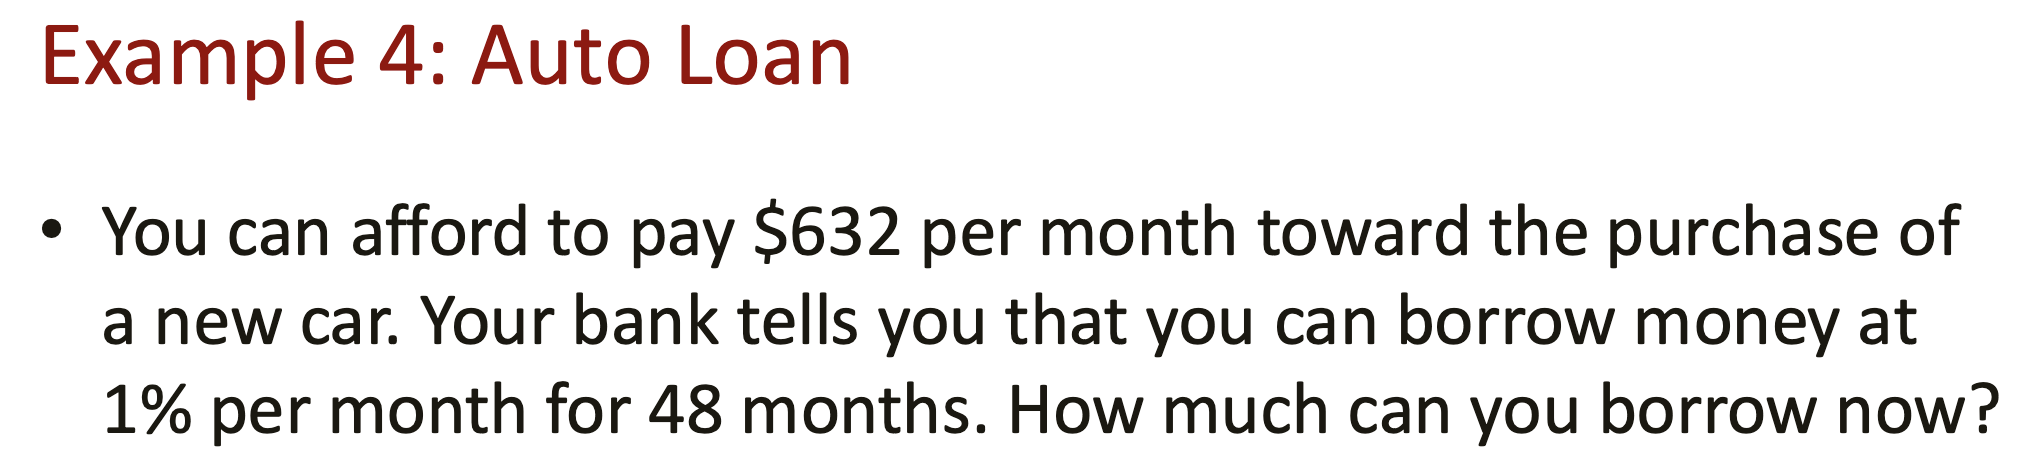 Example 4: Auto Loan
• You can afford to pay $632 per month toward the purchase of
a new car. Your bank tells you that you can borrow money at
1% per month for 48 months. How much can you borrow now?